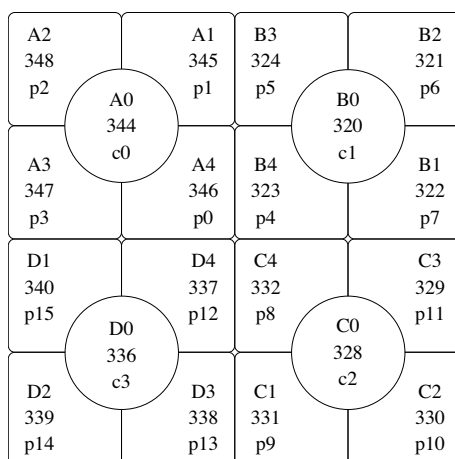 A2
348
p2
A1
345
p1
B3
324
p5
B2
321
p6
A0
344
c0
B0
320
c1
A3
347
p3
A4
346
p0
B4
323
p4
B1
322
p7
D1
340
p15
D4
337
p12
C4
332
p8
C3
329
p11
D0
336
c3
C0
328
c2
D2
339
p14
D3
338
p13
C1
331
p9
C2
330
p10